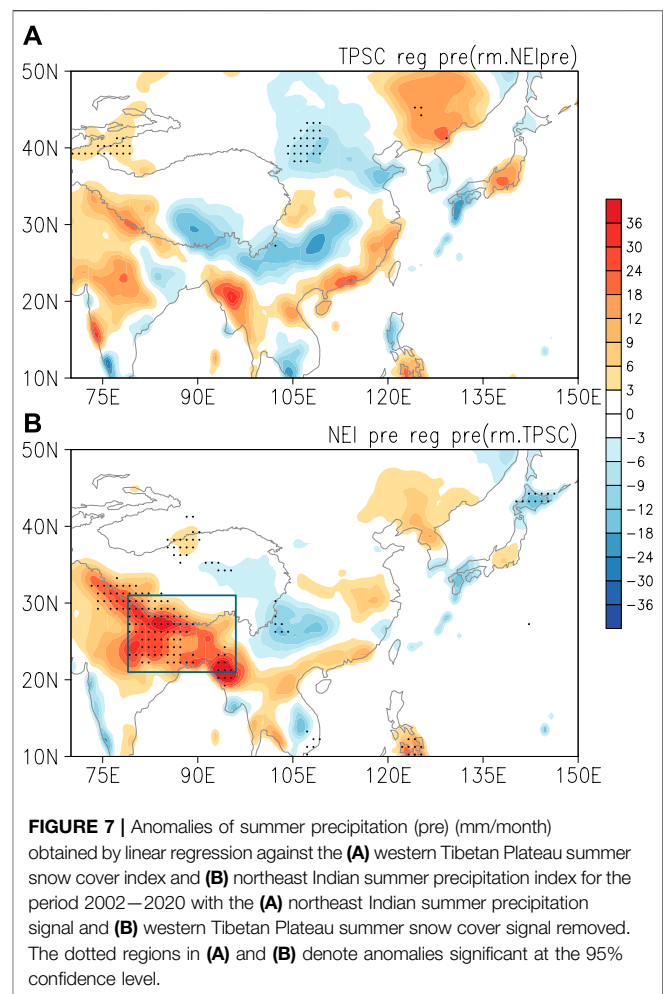 A
TPSC reg pre(rm.NEIpre)
50N
40N
30N
20N
10N
75E
90E
105E
120E
135E
150E
36
30
24
18
12
9
6
3
0
−3
−6
−9
−12
−18
−24
−30
−36
B
NEI pre reg pre(rm.TPSC)
50N
40N
30N
20N
10N
75E
90E
105E
120E
135E
150E
FIGURE 7 | Anomalies of summer precipitation (pre) (mm/month)
obtained by linear regression against the (A) western Tibetan Plateau summer
snow cover index and (B) northeast Indian summer precipitation index for the
period 2002—2020 with the (A) northeast Indian summer precipitation
signal and (B) western Tibetan Plateau summer snow cover signal removed.
The dotted regions in (A) and (B) denote anomalies significant at the 95%
confidence level.